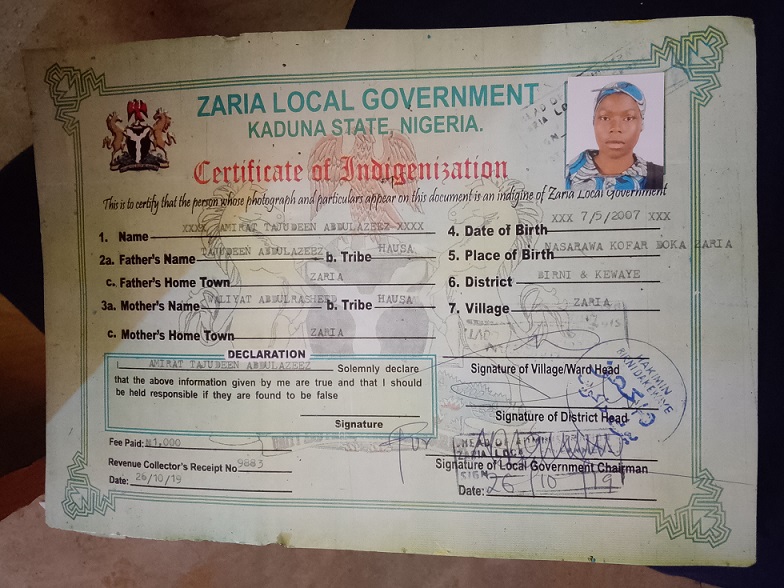 ZARIA LOCAL GOVERNMENT
KADUNA STATE, NIGERIA.
Certificate of Indigenization
This is to certify that the person whose photograph and particulars appear on this document is an indigine of Zaria Local Government
1. Name XXXX AMIRAT TAJUDEEN ABDULAZEEZ XXXX
2a. Father's Name TAJUDEEN ABDULAZEEZ b. Tribe HAUSA
c. Father's Home Town ZARIA
3a. Mother's Name WALIYAT ABDULRASHEED b. Tribe HAUSA
c. Mother's Home Town ZARIA
4. Date of Birth XXX 7/5/2007 XXX
5. Place of Birth NASARAWA KOFAR DOKA ZARIA
6. District BIRNI & KEWAYE
7. Village ZARIA
DECLARATION
I AMIRAT TAJUDEEN ABDULAZEEZ Solemnly declare
that the above information given by me are true and that I should
be held responsible if they are found to be false
Signature
Signature of Village/Ward Head
Signature of District Head
HAKIMIN
Fee Paid: ₦1,000
Revenue Collector's Receipt No 9883
Date: 26/10/19
Signature of Local Government Chairman
SIGN
Date: 26/10/19